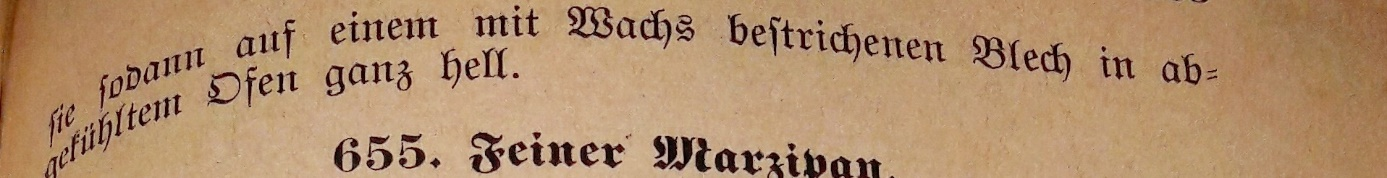 sie sodann auf einem mit Wachs bestrichenen Blech in ab=
gekühltem Ofen ganz hell.
655. Feiner Marzipan.